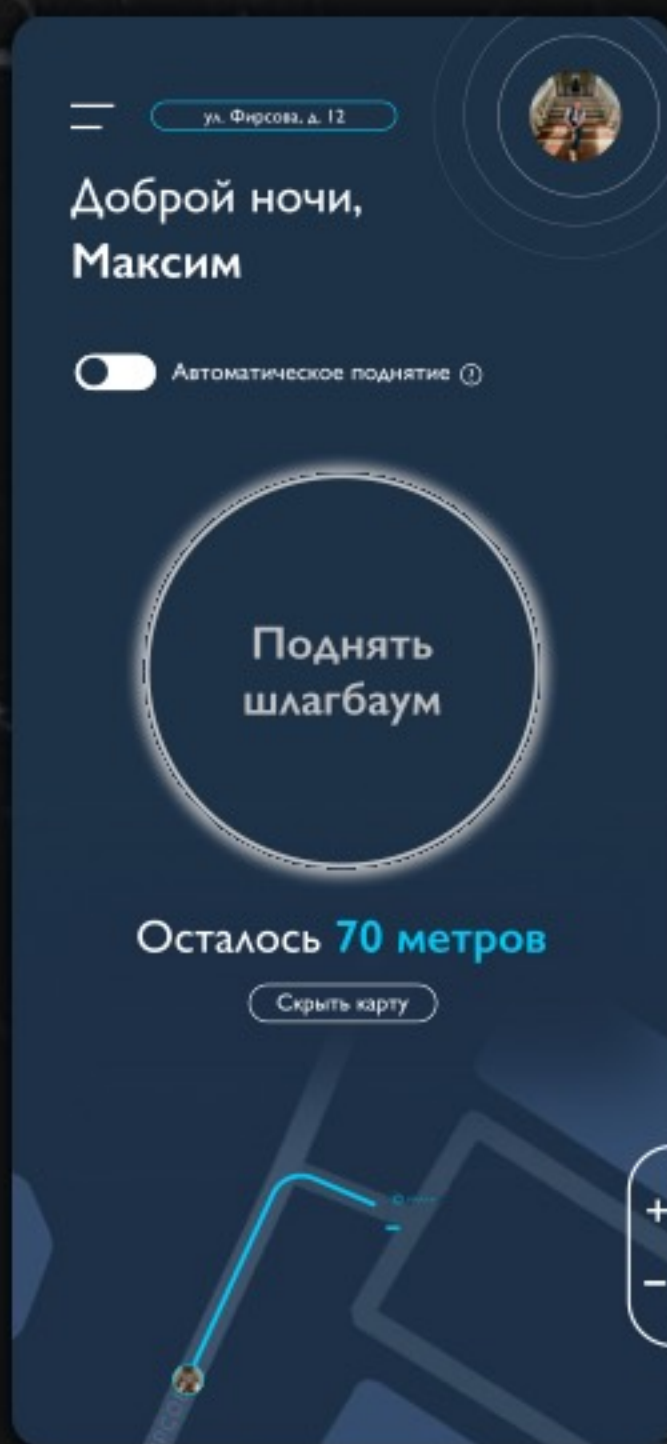 ул. Фирсова, д. 12
Доброй ночи,
Максим
Автоматическое поднятие ?
Поднять
шлагбаум
Осталось 70 метров
Скрыть карту
+
−